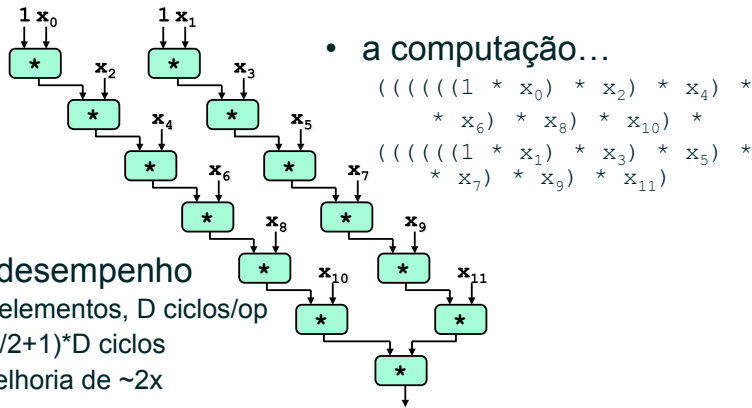 1 x₀ 1 x₁
* x₂ * x₃
* x₄ * x₅
* x₆ * x₇
* x₈ * x₉
* x₁₀ * x₁₁
* *
*
• a computação…
((((((1 * x₀) * x₂) * x₄) *
* x₆) * x₈) * x₁₀) *
((((((1 * x₁) * x₃) * x₅) *
* x₇) * x₉) * x₁₁)
desempenho
elementos, D ciclos/op
/2+1)*D ciclos
elhoria de ~2x